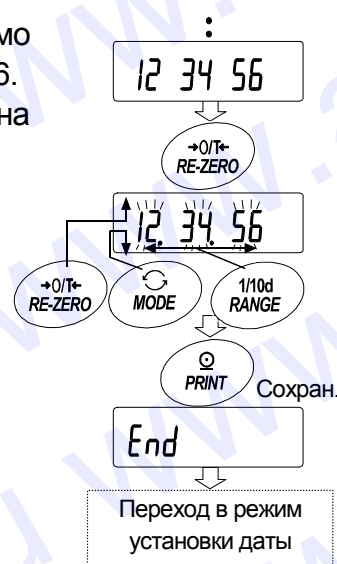 мо
6.
на
:
12 34 56
→0/T←
RE-ZERO
12. 34. 56
→0/T←
RE-ZERO
MODE
1/10d
RANGE
PRINT
Сохран.
End
Переход в режим
установки даты